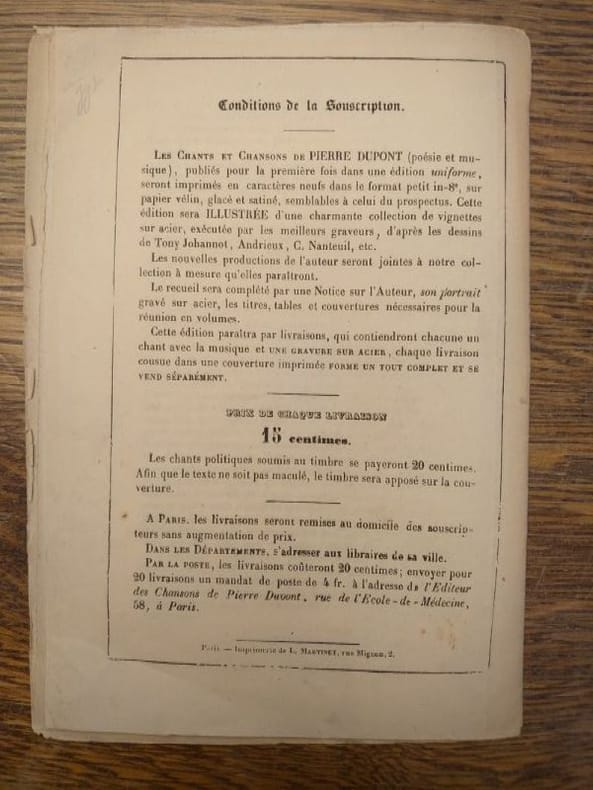 Conditions de la Souscription.
LES CHANTS ET CHANSONS DE PIERRE DUPONT (poésie et mu-
sique), publiés pour la première fois dans une édition uniforme,
seront imprimés en caractères neufs dans le format petit in-8°, sur
papier vélin, glacé et satiné, semblables à celui du prospectus. Cette
édition sera ILLUSTRÉE d'une charmante collection de vignettes
sur acier, exécutée par les meilleurs graveurs, d'après les dessins
de Tony Johannot, Andrieux, C. Nanteuil, etc.
Les nouvelles productions de l'auteur seront jointes à notre col-
lection à mesure qu'elles paraîtront.
Le recueil sera complété par une Notice sur l'Auteur, son portrait
gravé sur acier, les titres, tables et couvertures nécessaires pour la
réunion en volumes.
Cette édition paraîtra par livraisons, qui contiendront chacune un
chant avec la musique et UNE GRAVURE SUR ACIER, chaque livraison
cousue dans une couverture imprimée FORME UN TOUT COMPLET ET SE
VEND SÉPARÉMENT.
PRIX DE CHAQUE LIVRAISON
15 centimes.
Les chants politiques soumis au timbre se payeront 20 centimes.
Afin que le texte ne soit pas maculé, le timbre sera apposé sur la cou-
verture.
A PARIS. les livraisons seront remises au domicile des souscrip-
teurs sans augmentation de prix.
DANS LES DÉPARTEMENTS, s'adresser aux libraires de sa ville.
PAR LA POSTE, les livraisons coûteront 20 centimes; envoyer pour
20 livraisons un mandat de poste de 4 fr. à l'adresse de l'Editeur
des Chansons de Pierre Dupont, rue de l'Ecole-de-Médecine,
58, à Paris.
Paris — Imprimerie de L. MARTINET, rue Mignon, 2.